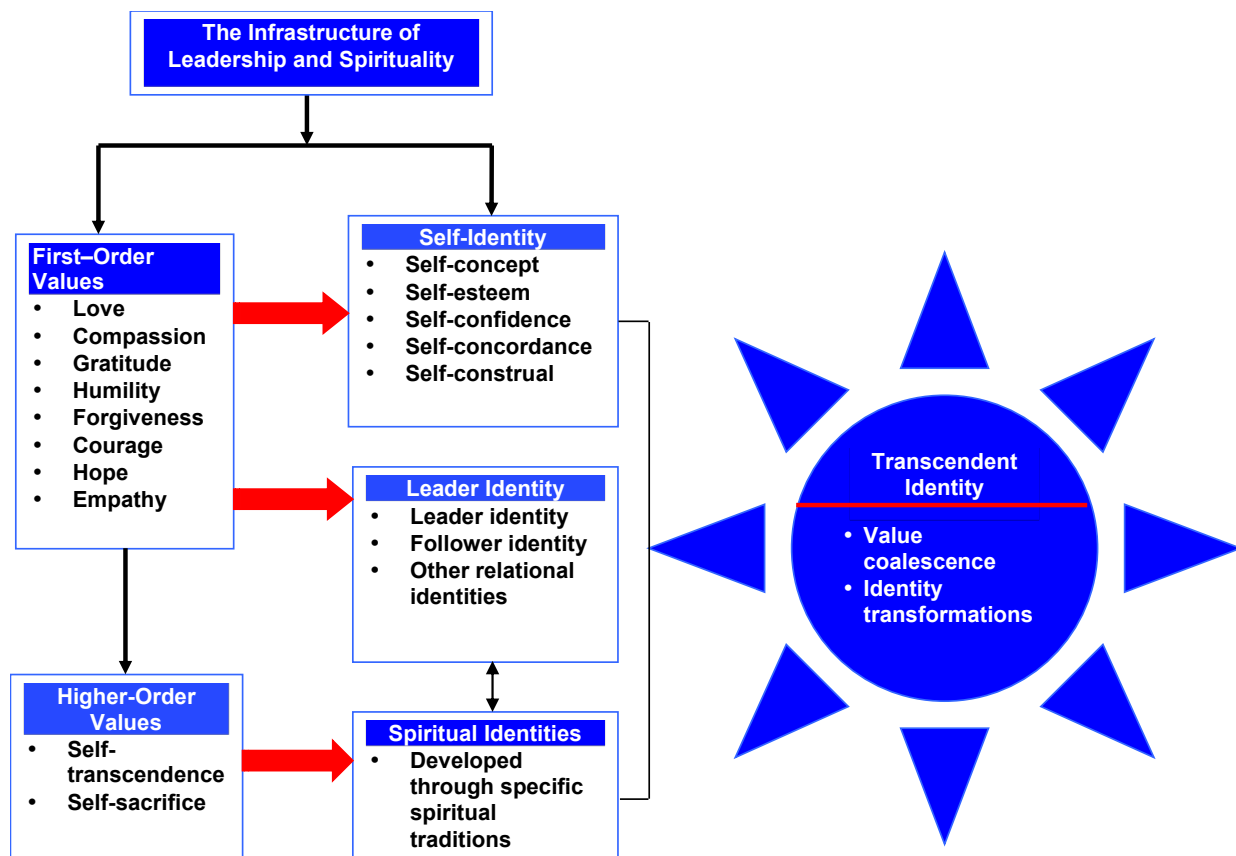 The Infrastructure of
Leadership and Spirituality
First–Order
Values
• Love
• Compassion
• Gratitude
• Humility
• Forgiveness
• Courage
• Hope
• Empathy
Self-Identity
• Self-concept
• Self-esteem
• Self-confidence
• Self-concordance
• Self-construal
Leader Identity
• Leader identity
• Follower identity
• Other relational
identities
Higher-Order
Values
• Self-
transcendence
• Self-sacrifice
Spiritual Identities
• Developed
through specific
spiritual
traditions
Transcendent
Identity
• Value
coalescence
• Identity
transformations